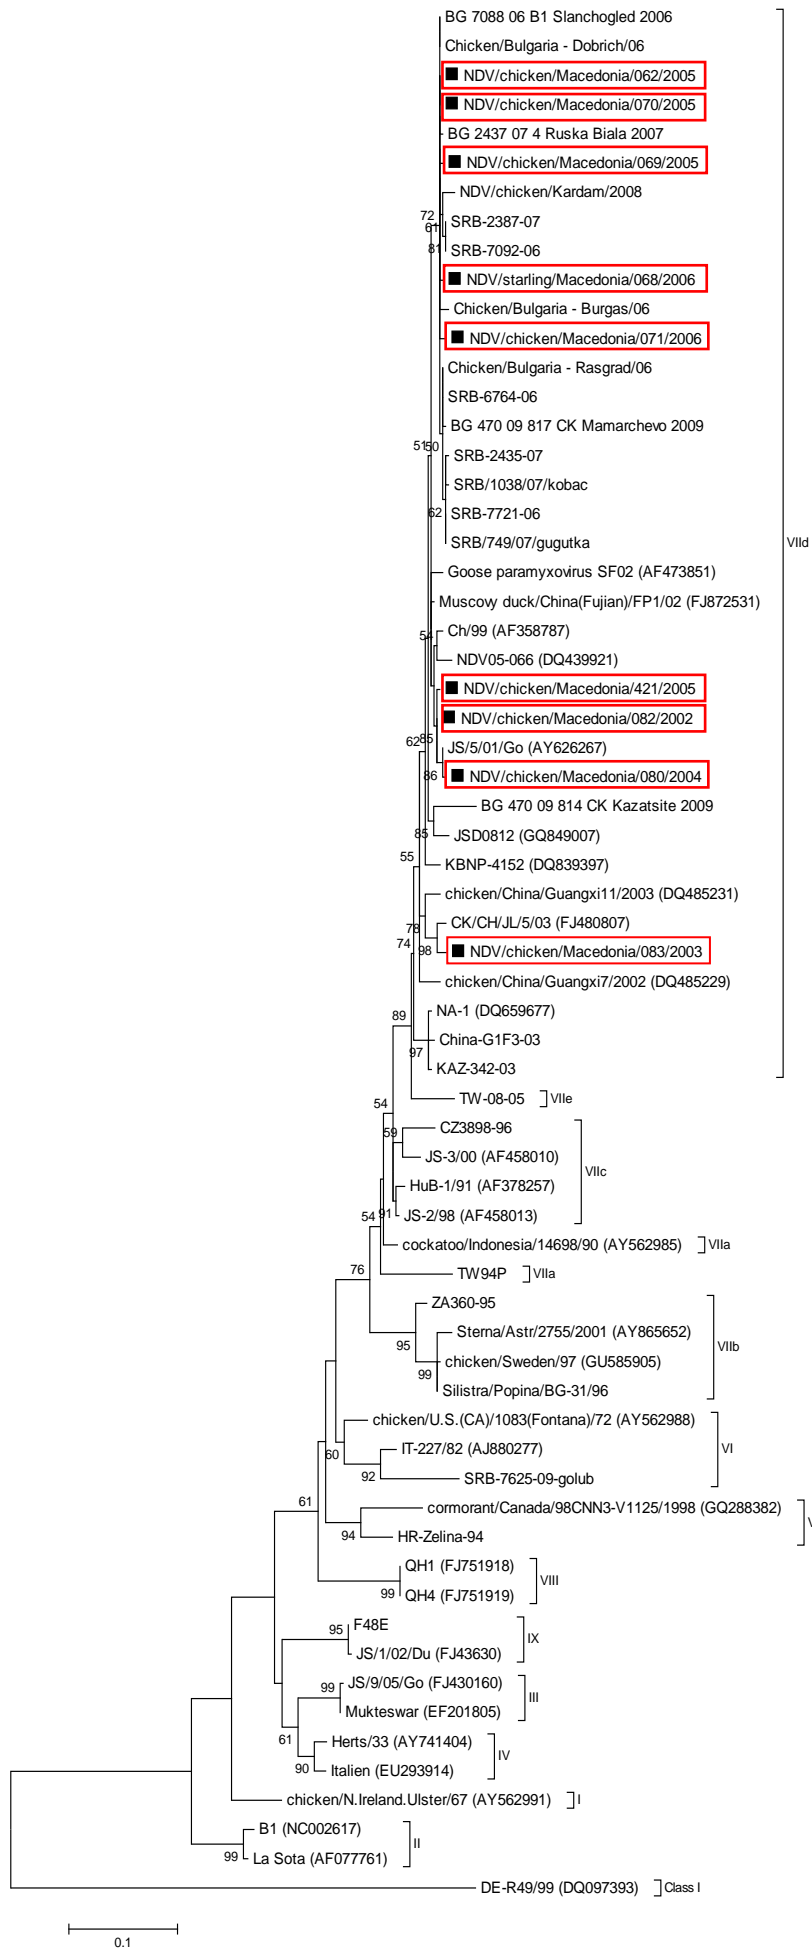 BG 7088 06 B1 Slanchogled 2006
Chicken/Bulgaria - Dobrich/06
NDV/chicken/Macedonia/062/2005
NDV/chicken/Macedonia/070/2005
BG 2437 07 4 Ruska Biala 2007
NDV/chicken/Macedonia/069/2005
NDV/chicken/Kardam/2008
72
61
SRB-2387-07
81
SRB-7092-06
NDV/starling/Macedonia/068/2006
Chicken/Bulgaria - Burgas/06
NDV/chicken/Macedonia/071/2006
Chicken/Bulgaria - Rasgrad/06
SRB-6764-06
BG 470 09 817 CK Mamarchevo 2009
51
50
SRB-2435-07
SRB/1038/07/kobac
62
SRB-7721-06
SRB/749/07/gugutka
VIId
Goose paramyxovirus SF02 (AF473851)
Muscovy duck/China(Fujian)/FP1/02 (FJ872531)
54
Ch/99 (AF358787)
NDV05-066 (DQ439921)
NDV/chicken/Macedonia/421/2005
NDV/chicken/Macedonia/082/2002
62
85
JS/5/01/Go (AY626267)
86
NDV/chicken/Macedonia/080/2004
BG 470 09 814 CK Kazatsite 2009
85
JSD0812 (GQ849007)
55
KBNP-4152 (DQ839397)
chicken/China/Guangxi11/2003 (DQ485231)
78
CK/CH/JL/5/03 (FJ480807)
74
98
NDV/chicken/Macedonia/083/2003
chicken/China/Guangxi7/2002 (DQ485229)
89
NA-1 (DQ659677)
China-G1F3-03
97
KAZ-342-03
54
TW-08-05
VIIe
59
CZ3898-96
JS-3/00 (AF458010)
VIIc
HuB-1/91 (AF378257)
54
91
JS-2/98 (AF458013)
cockatoo/Indonesia/14698/90 (AY562985)
VIIa
76
TW94P
VIIa
ZA360-95
95
Sterna/Astr/2755/2001 (AY865652)
VIIb
99
chicken/Sweden/97 (GU585905)
Silistra/Popina/BG-31/96
chicken/U.S.(CA)/1083(Fontana)/72 (AY562988)
60
IT-227/82 (AJ880277)
VI
92
SRB-7625-09-golub
61
cormorant/Canada/98CNN3-V1125/1998 (GQ288382)
V
94
HR-Zelina-94
QH1 (FJ751918)
VIII
99
QH4 (FJ751919)
95
F48E
IX
JS/1/02/Du (FJ43630)
99
JS/9/05/Go (FJ430160)
III
Mukteswar (EF201805)
61
Herts/33 (AY741404)
IV
90
Italien (EU293914)
chicken/N.Ireland.Ulster/67 (AY562991)
I
B1 (NC002617)
II
99
La Sota (AF077761)
DE-R49/99 (DQ097393)
Class I
0.1